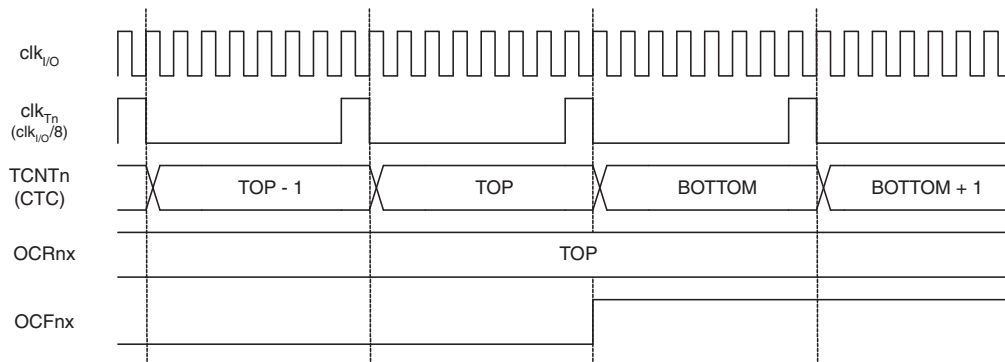 clkI/O
clkTn
(clkI/O/8)
TCNTn
(CTC)
TOP - 1
TOP
BOTTOM
BOTTOM + 1
OCRnx
TOP
OCFnx